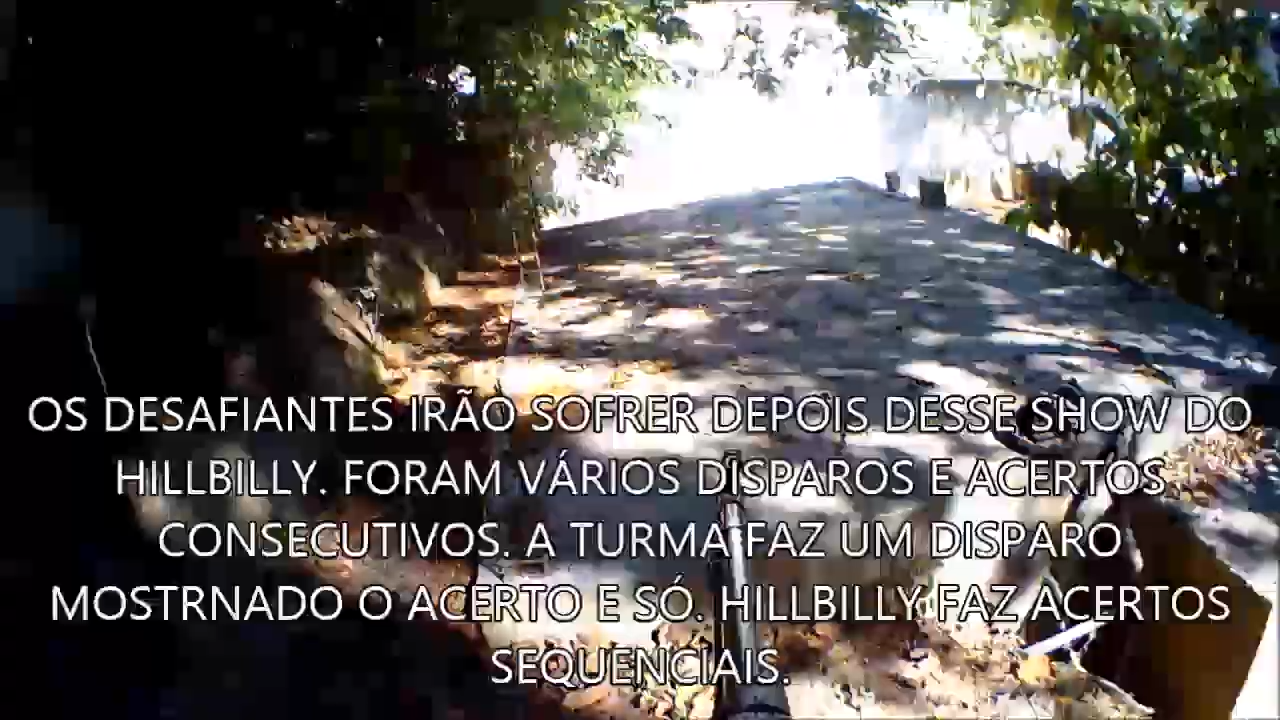 OS DESAFIANTES IRÃO SOFRER DEPOIS DESSE SHOW DO
HILLBILLY. FORAM VÁRIOS DISPAROS E ACERTOS
CONSECUTIVOS. A TURMA FAZ UM DISPARO
MOSTRNADO O ACERTO E SÓ. HILLBILLY FAZ ACERTOS
SEQUENCIAIS.